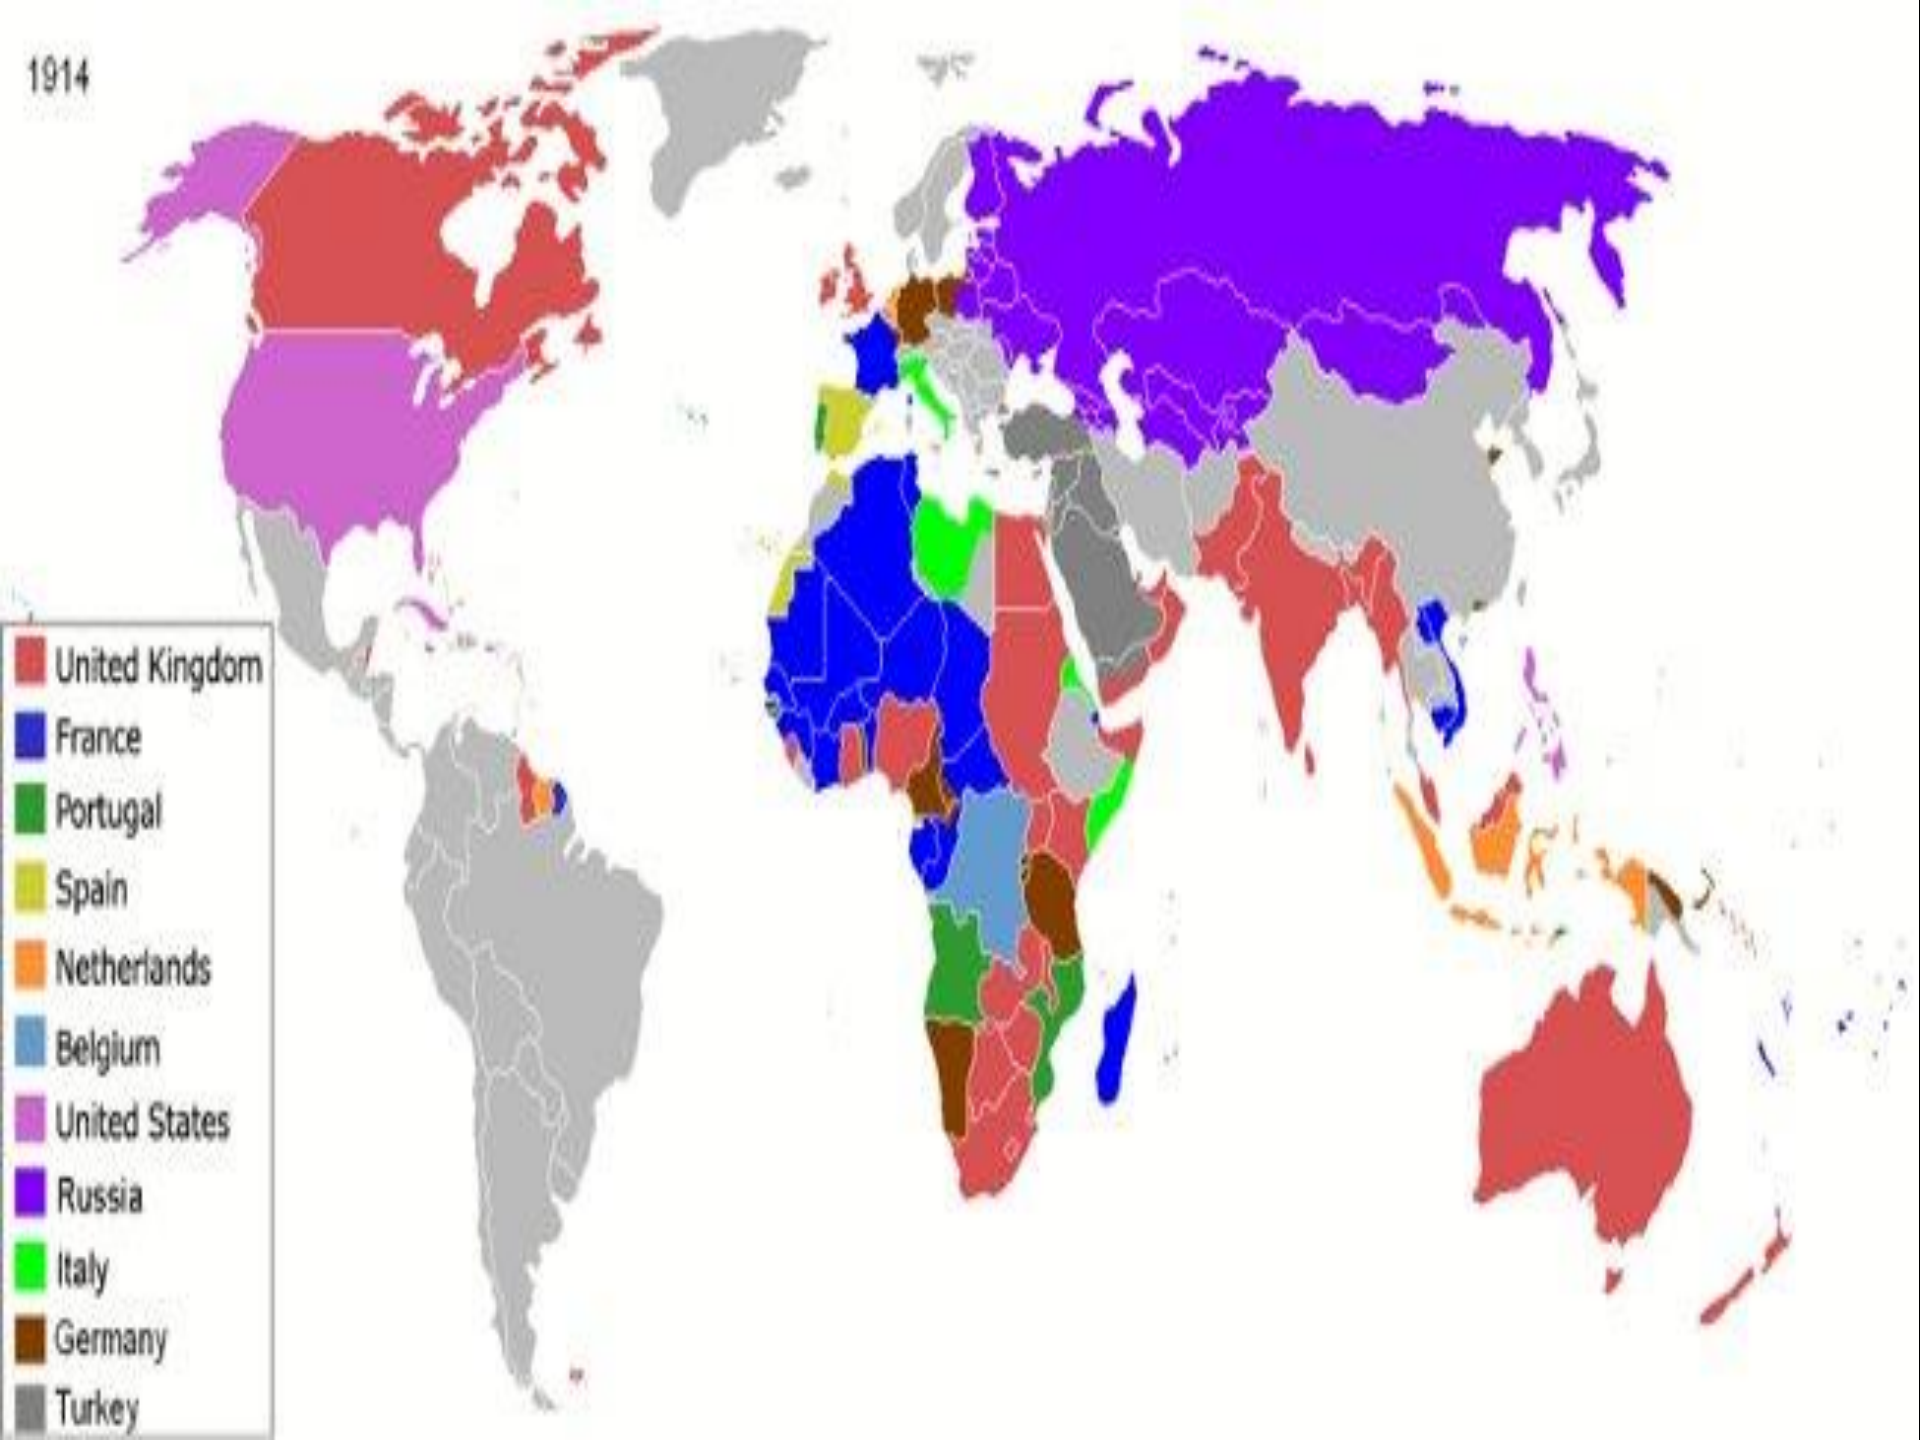 1914
United Kingdom
France
Portugal
Spain
Netherlands
Belgium
United States
Russia
Italy
Germany
Turkey